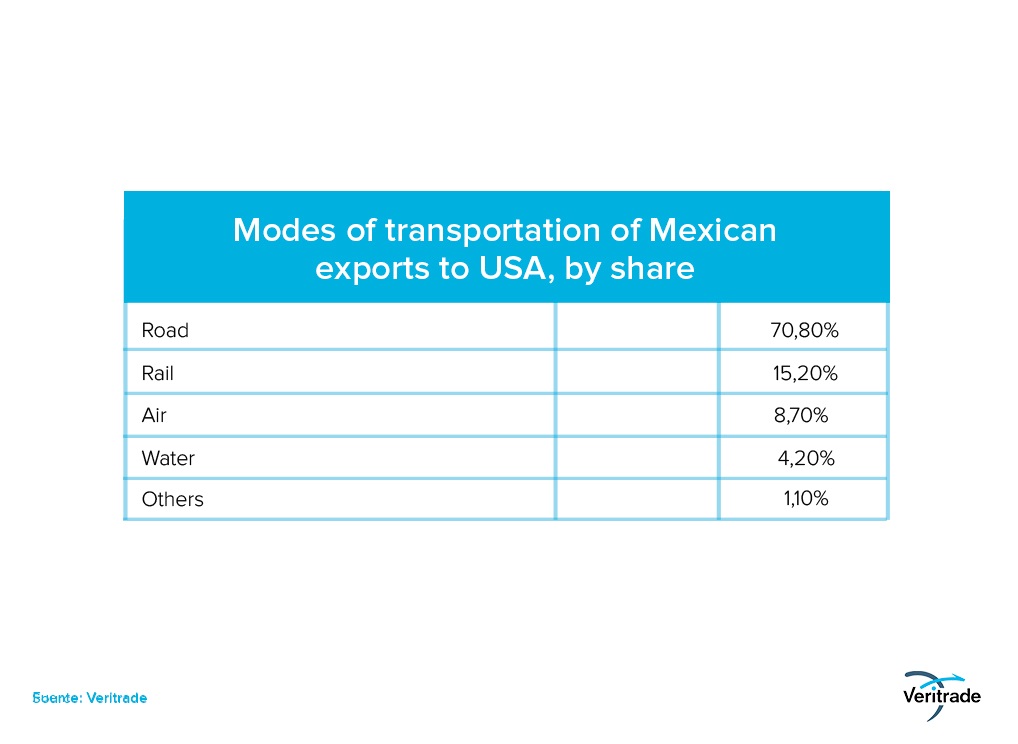 Modes of transportation of Mexican
exports to USA, by share
Road 70,80%
Rail 15,20%
Air 8,70%
Water 4,20%
Others 1,10%
Veritrade
Veritrade